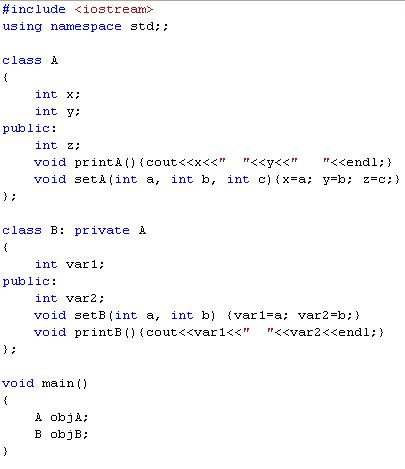 #include <iostream>
using namespace std;;
class A
{
int x;
int y;
public:
int z;
void printA(){cout<<x<<"  "<<y<<"   "<<endl;}
void setA(int a, int b, int c){x=a; y=b; z=c;}
};
class B: private A
{
int var1;
public:
int var2;
void setB(int a, int b) {var1=a; var2=b;}
void printB(){cout<<var1<<"  "<<var2<<endl;}
};
void main()
{
A objA;
B objB;
}